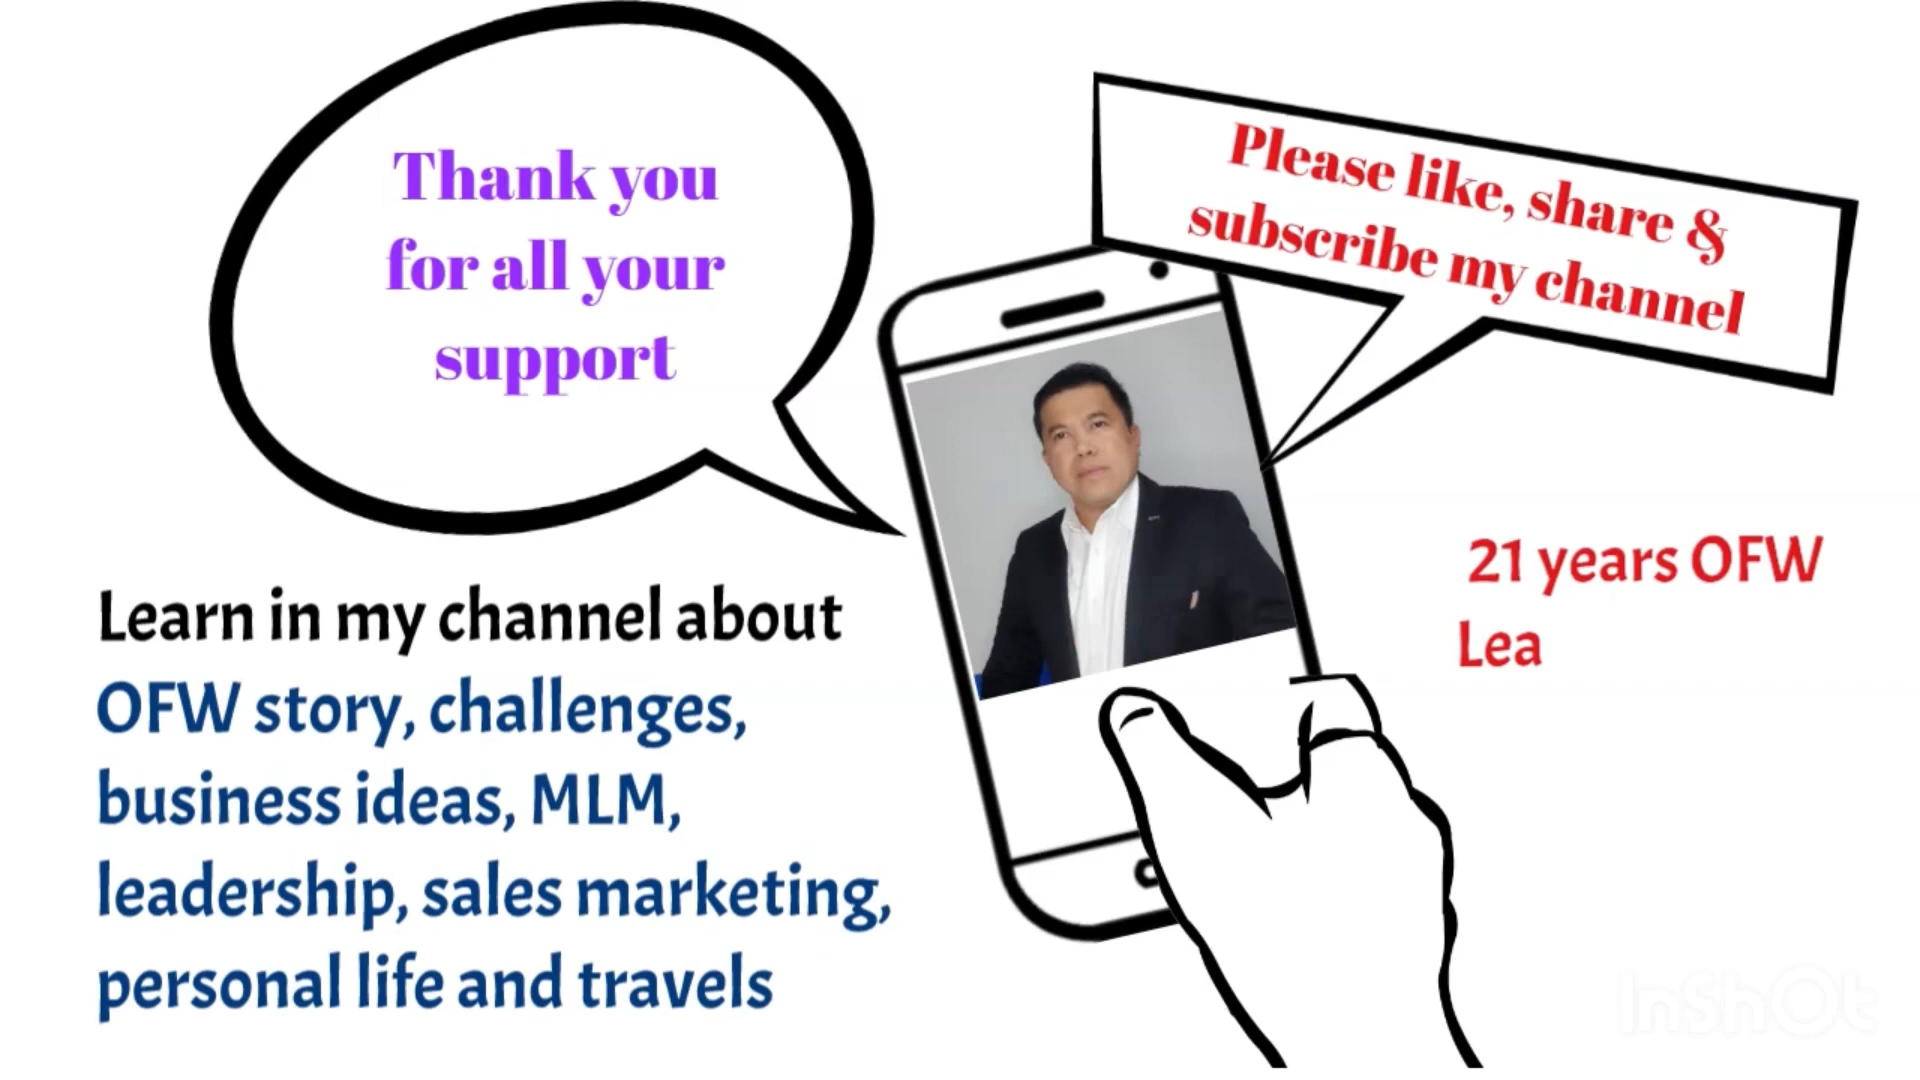 Thank you
for all your
support
Please like, share &
subscribe my channel
21 years OFW
Lea
Learn in my channel about
OFW story, challenges,
business ideas, MLM,
leadership, sales marketing,
personal life and travels
InShOt